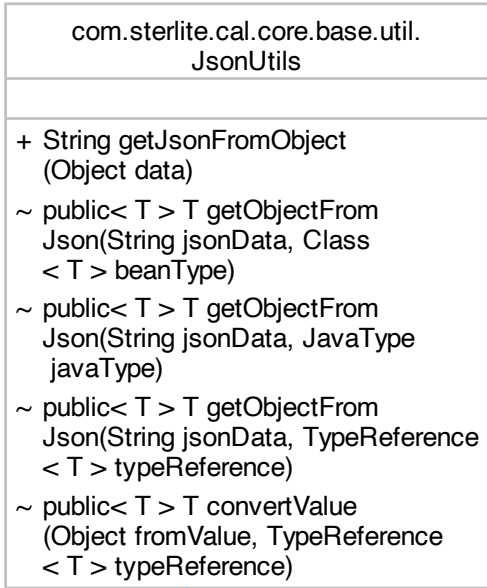 com.sterlite.cal.core.base.util.
JsonUtils
+ String getJsonFromObject
(Object data)
~ public< T > T getObjectFrom
Json(String jsonData, Class
< T > beanType)
~ public< T > T getObjectFrom
Json(String jsonData, JavaType
javaType)
~ public< T > T getObjectFrom
Json(String jsonData, TypeReference
< T > typeReference)
~ public< T > T convertValue
(Object fromValue, TypeReference
< T > typeReference)